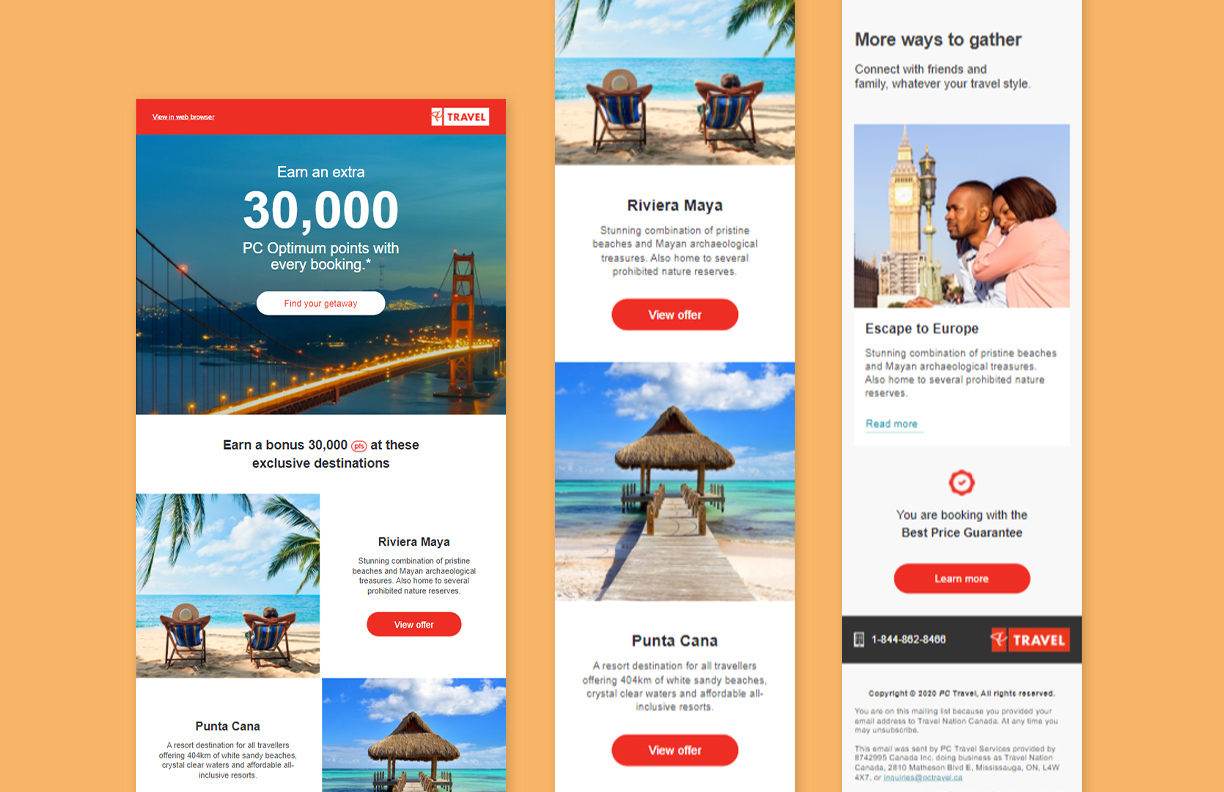 View in web browser
TRAVEL
Earn an extra
30,000
PC Optimum points with
every booking.*
Find your getaway
Earn a bonus 30,000 pts at these
exclusive destinations
Riviera Maya
Stunning combination of pristine
beaches and Mayan archaeological
treasures. Also home to several
prohibited nature reserves.
View offer
Punta Cana
A resort destination for all travellers
offering 404km of white sandy beaches,
crystal clear waters and affordable all-
inclusive resorts.
Riviera Maya
Stunning combination of pristine
beaches and Mayan archaeological
treasures. Also home to several
prohibited nature reserves.
View offer
Punta Cana
A resort destination for all travellers
offering 404km of white sandy beaches,
crystal clear waters and affordable all-
inclusive resorts.
View offer
More ways to gather
Connect with friends and
family, whatever your travel style.
Escape to Europe
Stunning combination of pristine beaches
and Mayan archaeological treasures.
Also home to several prohibited nature
reserves.
Read more
You are booking with the
Best Price Guarantee
Learn more
1-844-862-8466
TRAVEL
Copyright © 2020 PC Travel, All rights reserved.
You are on this mailing list because you provided your
email address to Travel Nation Canada. At any time you
may unsubscribe.
This email was sent by PC Travel Services provided by
8742995 Canada Inc. doing business as Travel Nation
Canada, 2810 Matheson Blvd E, Mississauga, ON, L4W
4X7, or inquiries@pctravel.ca